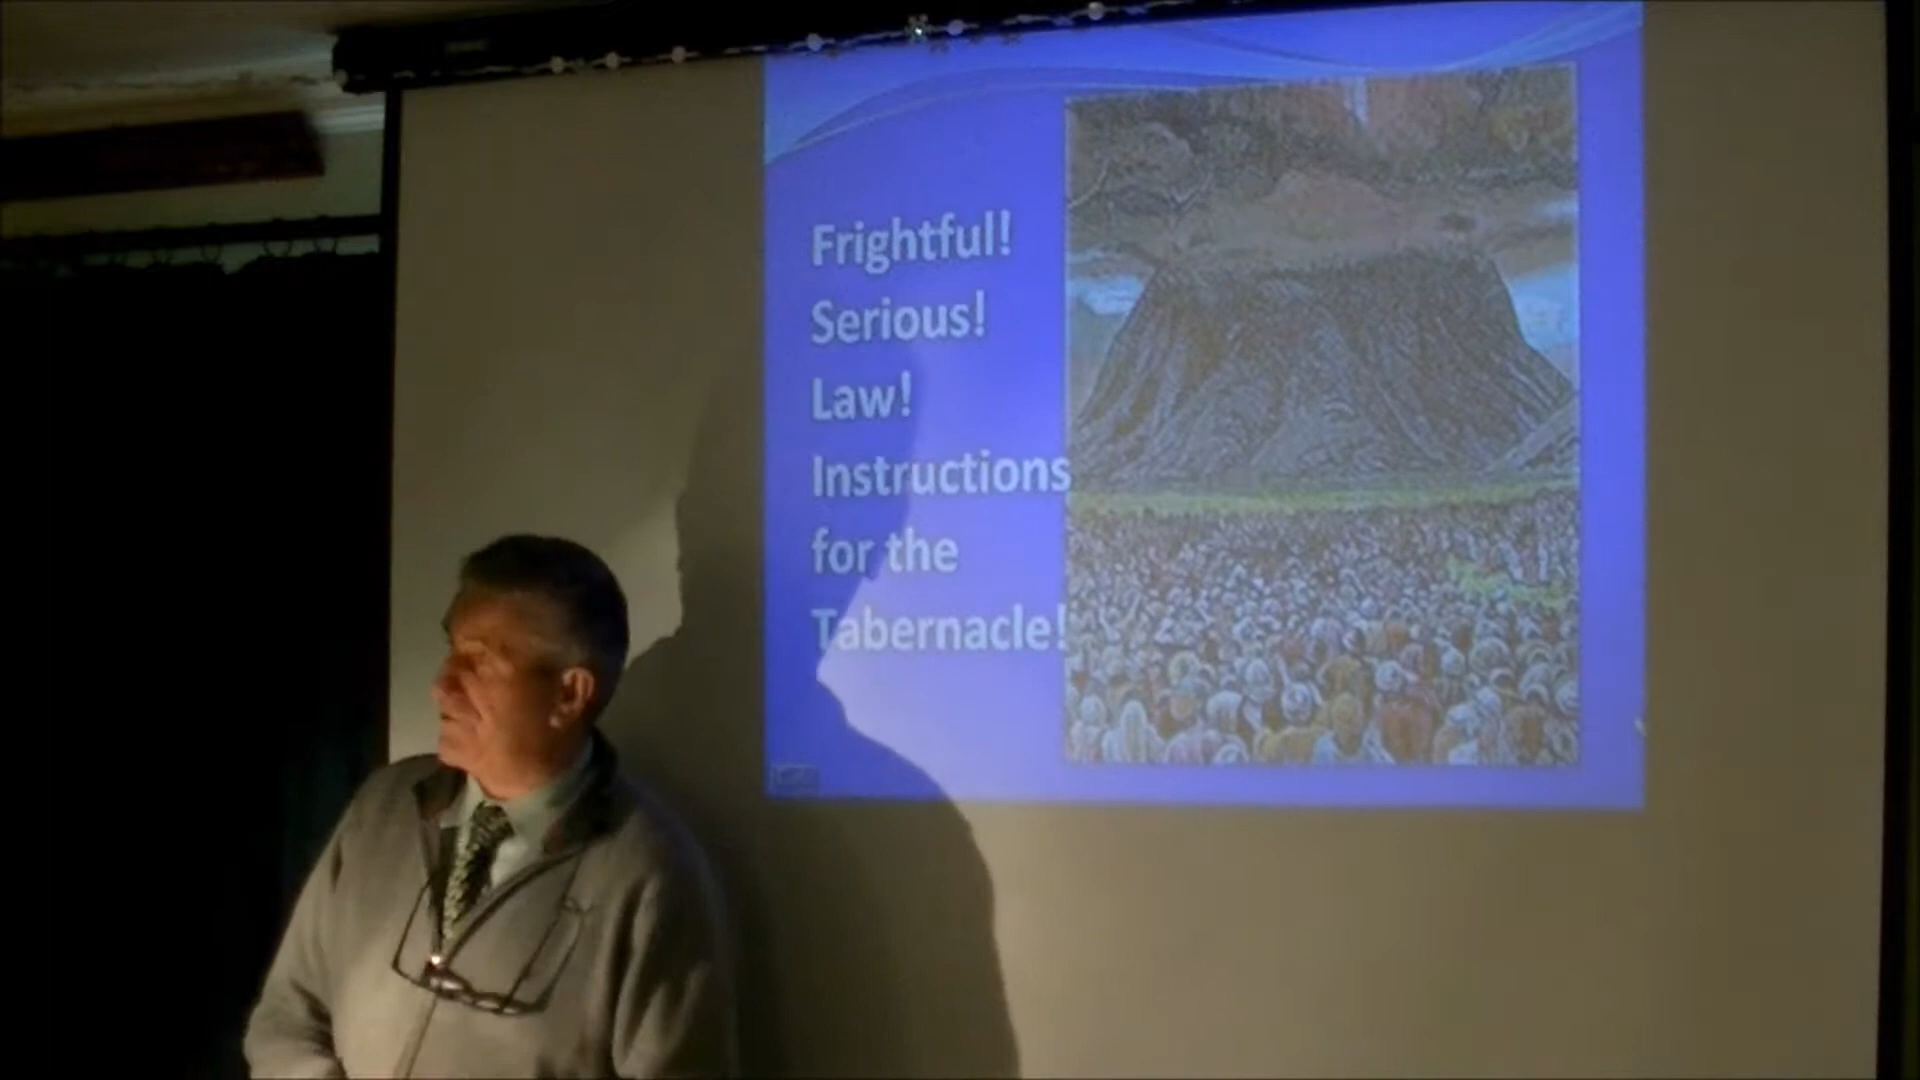 Frightful!
Serious!
Law!
Instructions
for the
Tabernacle!